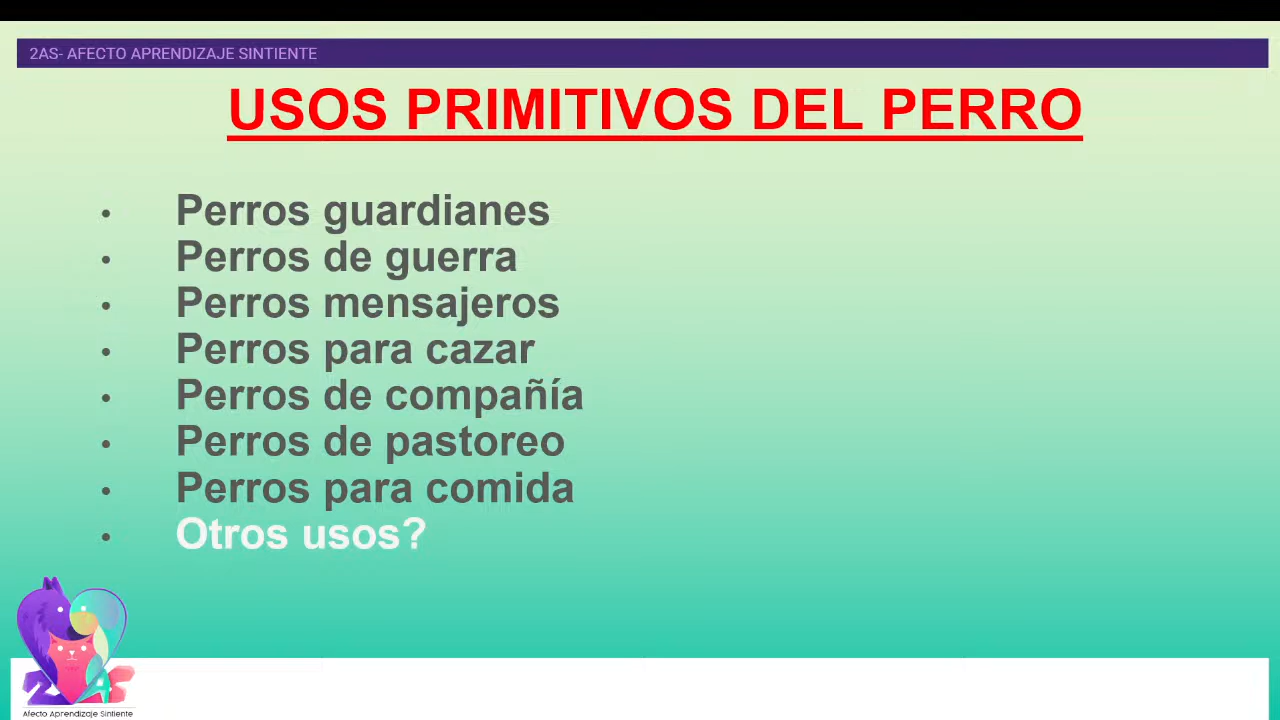 2AS- AFECTO APRENDIZAJE SINTIENTE
USOS PRIMITIVOS DEL PERRO
• Perros guardianes
• Perros de guerra
• Perros mensajeros
• Perros para cazar
• Perros de compañía
• Perros de pastoreo
• Perros para comida
• Otros usos?
2AS
Afecto Aprendizaje Sintiente